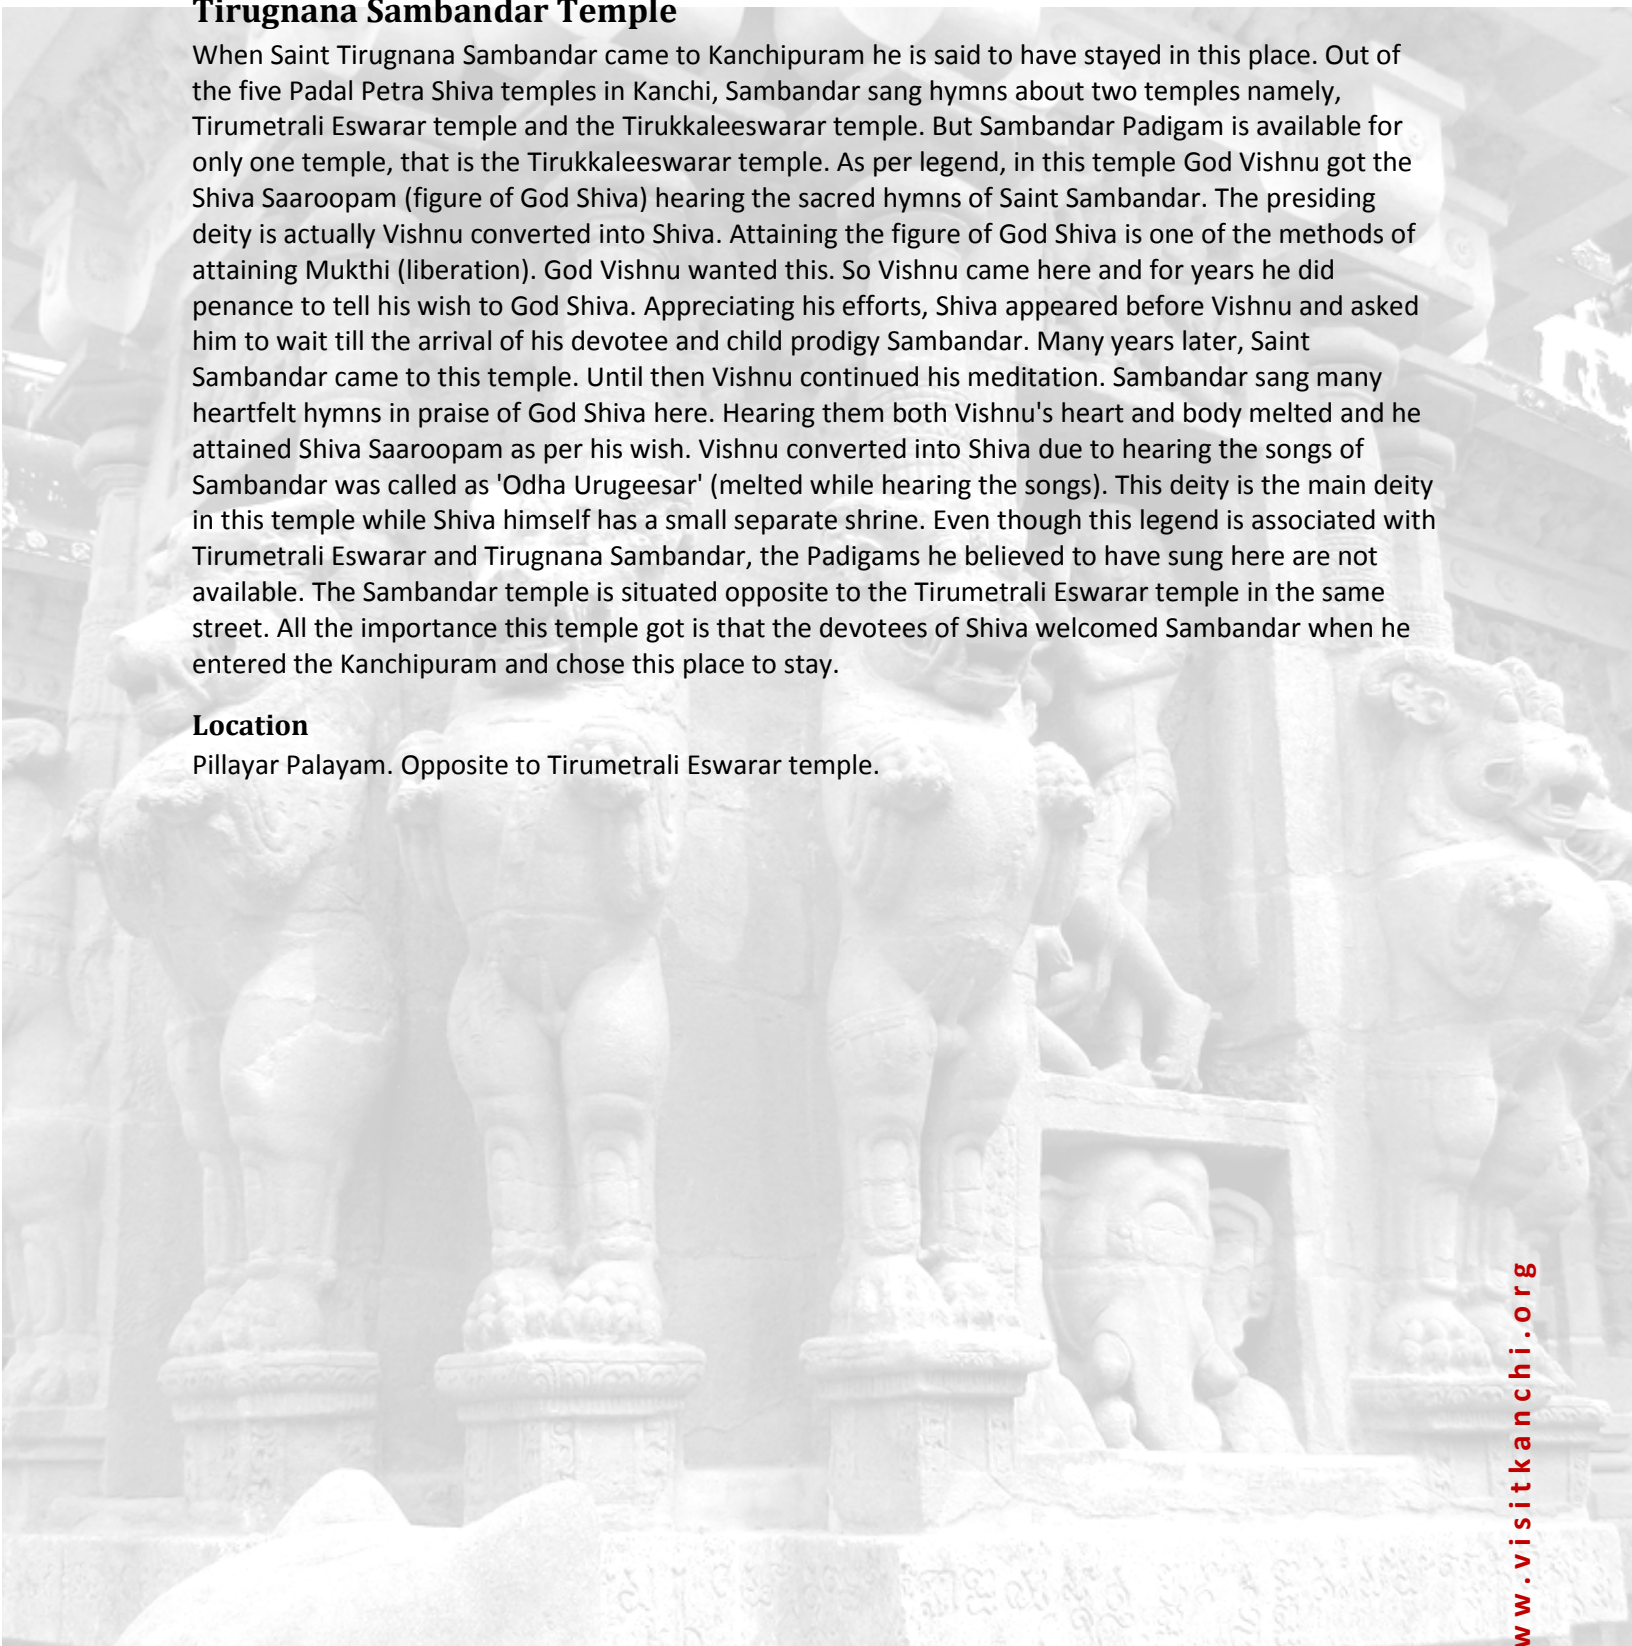 Tirugnana Sambandar Temple
When Saint Tirugnana Sambandar came to Kanchipuram he is said to have stayed in this place. Out of
the five Padal Petra Shiva temples in Kanchi, Sambandar sang hymns about two temples namely,
Tirumetrali Eswarar temple and the Tirukkaleeswarar temple. But Sambandar Padigam is available for
only one temple, that is the Tirukkaleeswarar temple. As per legend, in this temple God Vishnu got the
Shiva Saaroopam (figure of God Shiva) hearing the sacred hymns of Saint Sambandar. The presiding
deity is actually Vishnu converted into Shiva. Attaining the figure of God Shiva is one of the methods of
attaining Mukthi (liberation). God Vishnu wanted this. So Vishnu came here and for years he did
penance to tell his wish to God Shiva. Appreciating his efforts, Shiva appeared before Vishnu and asked
him to wait till the arrival of his devotee and child prodigy Sambandar. Many years later, Saint
Sambandar came to this temple. Until then Vishnu continued his meditation. Sambandar sang many
heartfelt hymns in praise of God Shiva here. Hearing them both Vishnu's heart and body melted and he
attained Shiva Saaroopam as per his wish. Vishnu converted into Shiva due to hearing the songs of
Sambandar was called as 'Odha Urugeesar' (melted while hearing the songs). This deity is the main deity
in this temple while Shiva himself has a small separate shrine. Even though this legend is associated with
Tirumetrali Eswarar and Tirugnana Sambandar, the Padigams he believed to have sung here are not
available. The Sambandar temple is situated opposite to the Tirumetrali Eswarar temple in the same
street. All the importance this temple got is that the devotees of Shiva welcomed Sambandar when he
entered the Kanchipuram and chose this place to stay.
Location
Pillayar Palayam. Opposite to Tirumetrali Eswarar temple.
ww.visitkanchi.org